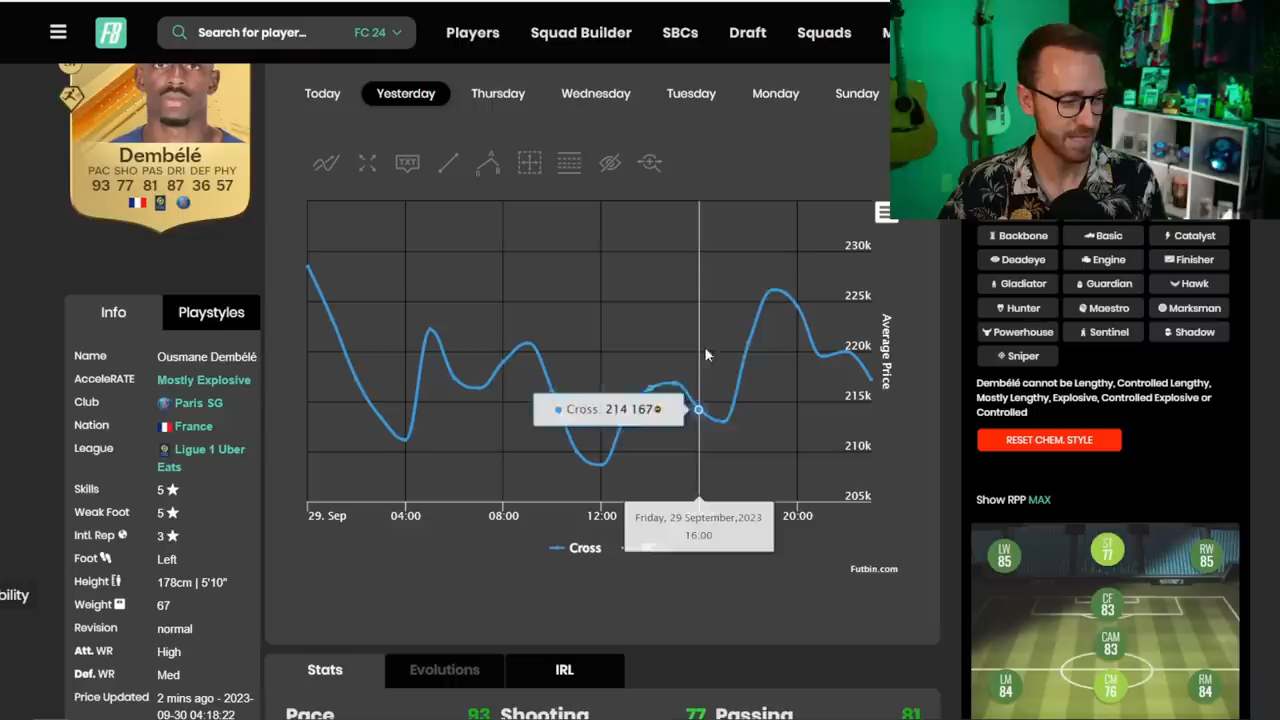 FB
Search for player...
FC 24
Players
Squad Builder
SBCs
Draft
Squads
M
Dembélé
PAC SHO PAS DRI DEF PHY
93 77 81 87 36 57
Today
Yesterday
Thursday
Wednesday
Tuesday
Monday
Sunday
TXT
A
230k
225k
220k
215k
210k
205k
Average Price
Cross: 214 167
29. Sep
04:00
08:00
12:00
20:00
Friday, 29 September,2023
16:00
Cross
Futbin.com
Info
Playstyles
Name Ousmane Dembélé
AcceleRATE Mostly Explosive
Club Paris SG
Nation France
League Ligue 1 Uber
Eats
Skills 5
Weak Foot 5
Intl. Rep 3
Foot Left
Height 178cm | 5'10"
Weight 67
Revision normal
Att. WR High
Def. WR Med
Price Updated 2 mins ago - 2023-
09-30 04:18:22
bility
Stats
Evolutions
IRL
Pace 93
Shooting 77
Passing 81
Backbone
Basic
Catalyst
Deadeye
Engine
Finisher
Gladiator
Guardian
Hawk
Hunter
Maestro
Marksman
Powerhouse
Sentinel
Shadow
Sniper
Dembélé cannot be Lengthy, Controlled Lengthy,
Mostly Lengthy, Explosive, Controlled Explosive or
Controlled
RESET CHEM. STYLE
Show RPP MAX
LW
85
ST
77
RW
85
CF
83
CAM
83
LM
84
CM
76
RM
84